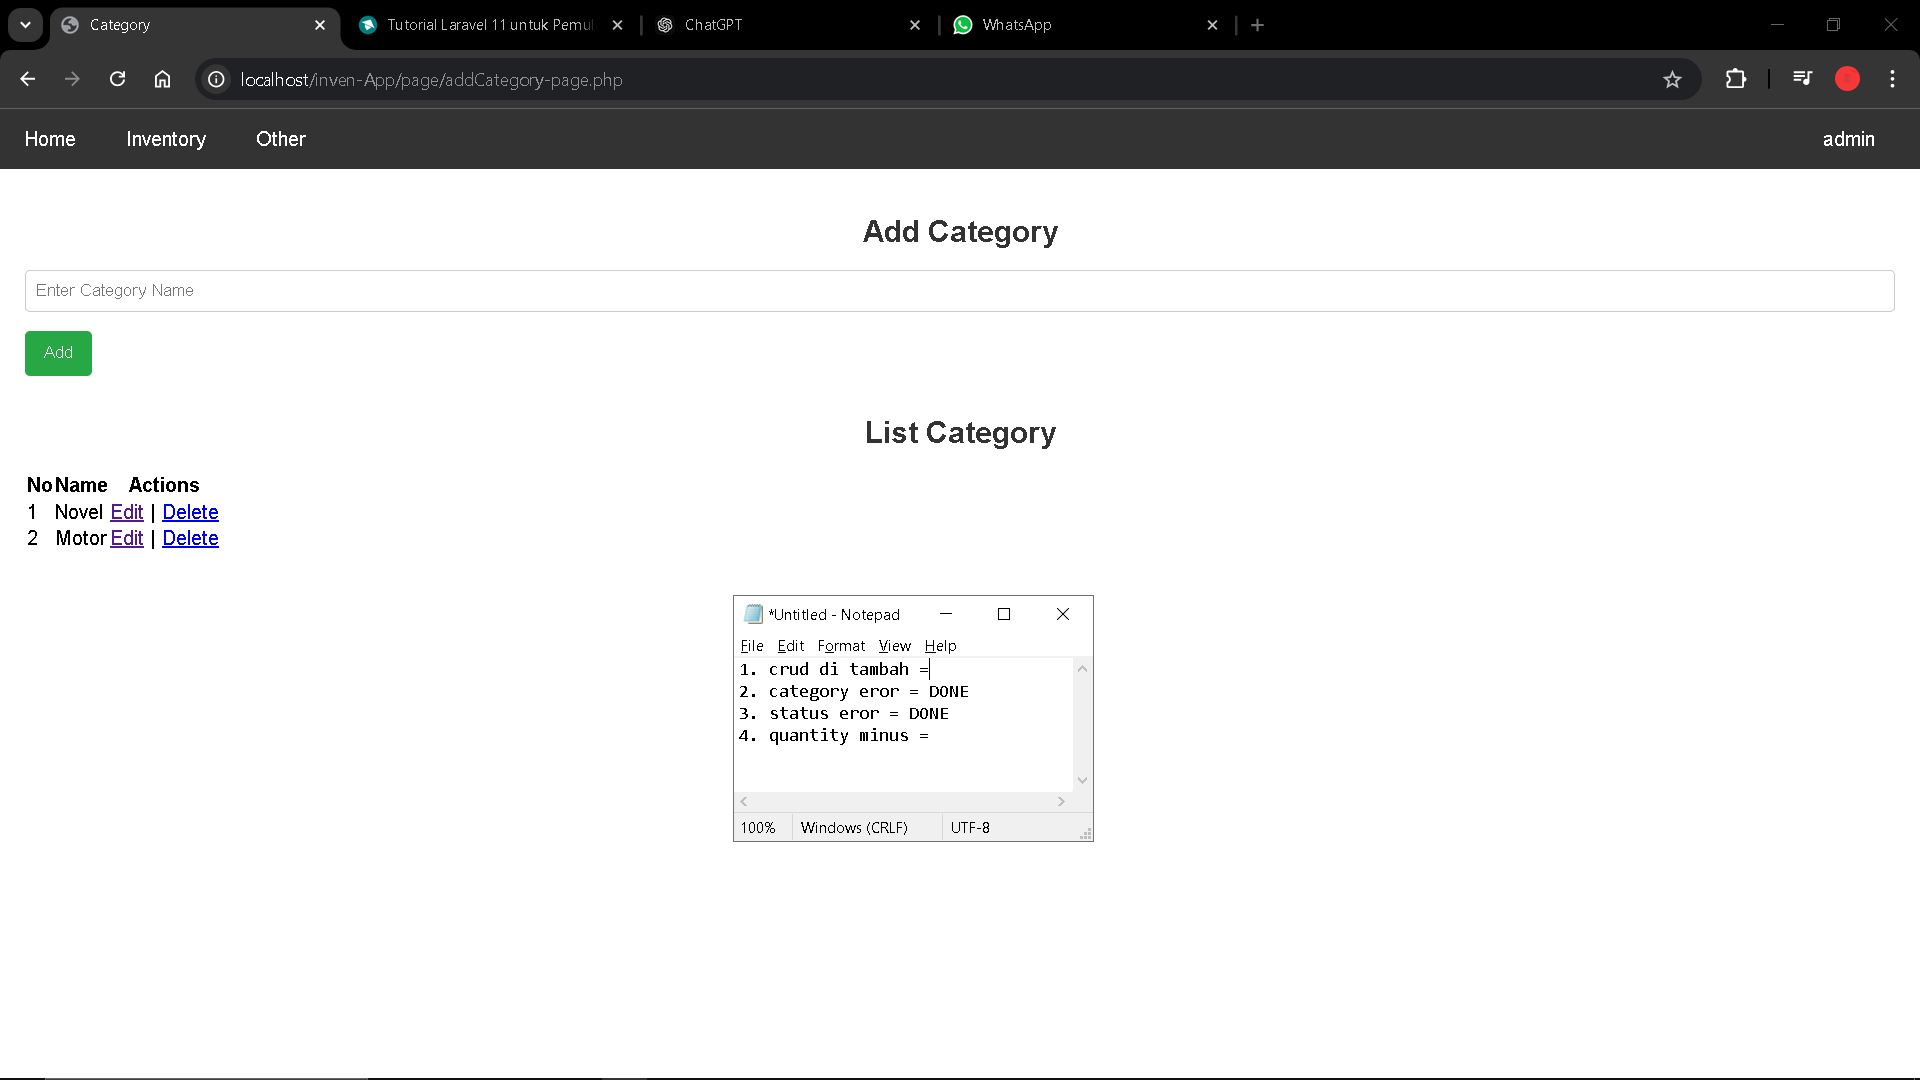 Category
Tutorial Laravel 11 untuk Pemul
ChatGPT
WhatsApp
localhost/inven-App/page/addCategory-page.php
Home Inventory Other admin
Add Category
Enter Category Name
Add
List Category
No Name Actions
1 Novel Edit | Delete
2 Motor Edit | Delete
*Untitled - Notepad
File Edit Format View Help
1. crud di tambah =
2. category eror = DONE
3. status eror = DONE
4. quantity minus =
100% Windows (CRLF) UTF-8